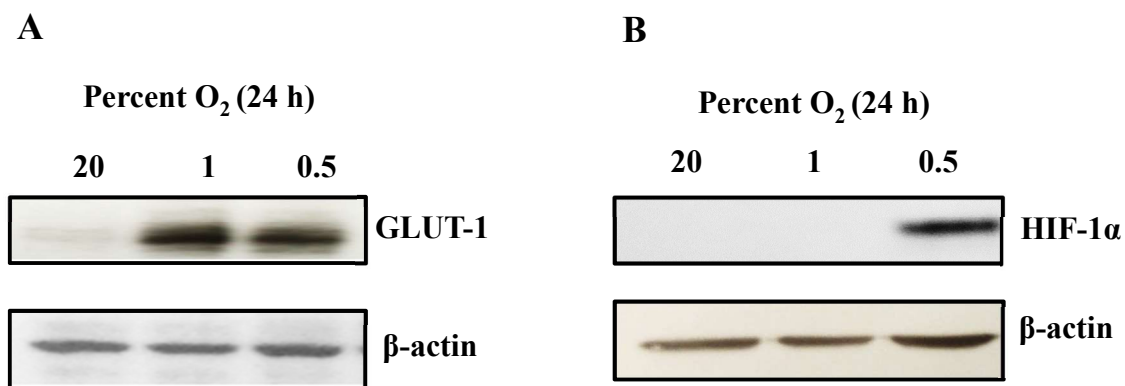 A
Percent O₂ (24 h)
20 1 0.5
GLUT-1
β-actin
B
Percent O₂ (24 h)
20 1 0.5
HIF-1α
β-actin